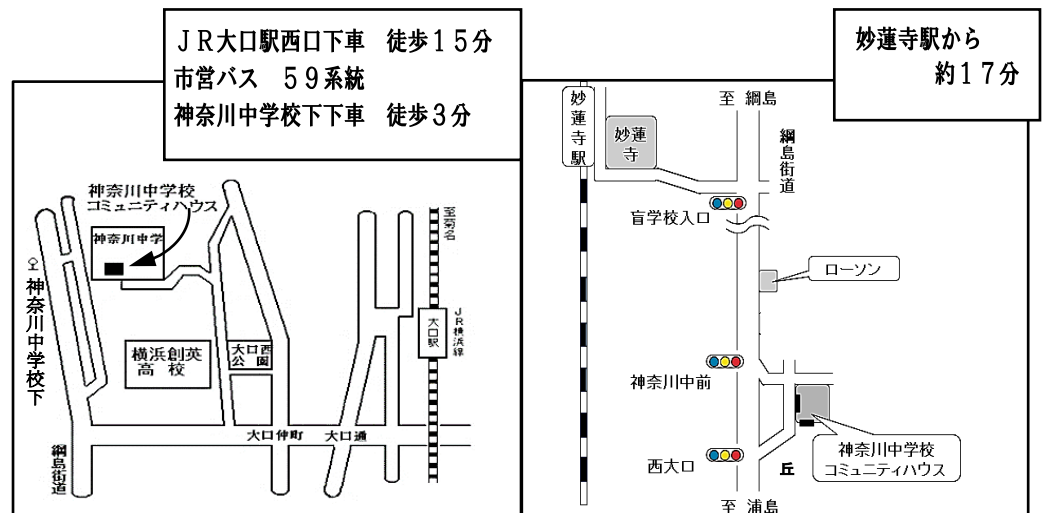 JR大口駅西口下車 徒歩15分
市営バス 59系統
神奈川中学校下下車 徒歩3分
神奈川中学校
コミュニティハウス
神奈川中学
神奈川中学校下
横浜創英
高校
大口西
公園
至菊名
大口駅
JR横浜線
大口仲町
大口通
綱島街道
妙蓮寺駅から
約17分
妙蓮寺駅
妙蓮
寺
至 綱島
綱島街道
盲学校入口
ローソン
神奈川中前
西大口
丘
神奈川中学校
コミュニティハウス
至 浦島